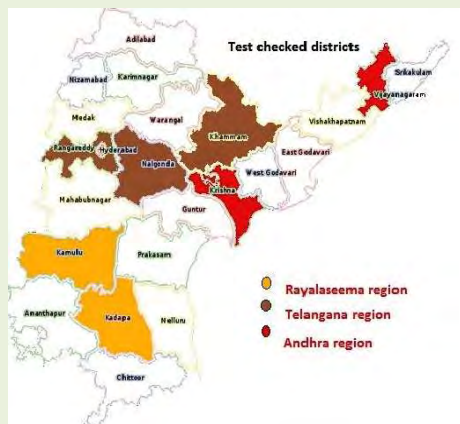 Adilabad
Test checked districts
Nizamabad
Karimnagar
Srikakulam
Vijayanagaram
Medak
Warangal
Vishakhapatnam
Khammam
Rangareddy
Hyderabad
Nalgonda
East Godavari
West Godavari
Krishna
Mahabubnagar
Guntur
Kamullu
Prakasam
Rayalaseema region
Ananthapur
Kadapa
Nelluru
Telangana region
Andhra region
Chittoor